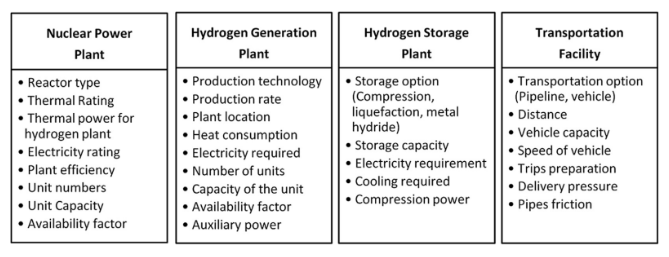 Nuclear Power
Plant
• Reactor type
• Thermal Rating
• Thermal power for
hydrogen plant
• Electricity rating
• Plant efficiency
• Unit numbers
• Unit Capacity
• Availability factor
Hydrogen Generation
Plant
• Production technology
• Production rate
• Plant location
• Heat consumption
• Electricity required
• Number of units
• Capacity of the unit
• Availability factor
• Auxiliary power
Hydrogen Storage
Plant
• Storage option
(Compression,
liquefaction, metal
hydride)
• Storage capacity
• Electricity requirement
• Cooling required
• Compression power
Transportation
Facility
• Transportation option
(Pipeline, vehicle)
• Distance
• Vehicle capacity
• Speed of vehicle
• Trips preparation
• Delivery pressure
• Pipes friction